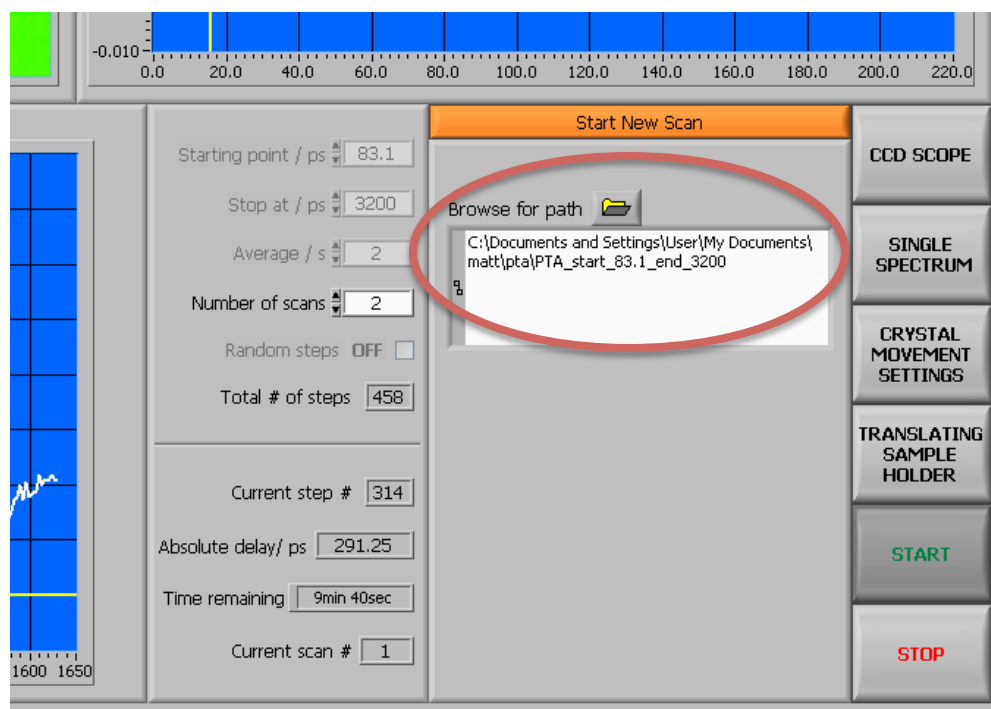 -0.010
0.0 20.0 40.0 60.0 80.0 100.0 120.0 140.0 160.0 180.0 200.0 220.0
Starting point / ps 83.1
Stop at / ps 3200
Average / s 2
Number of scans 2
Random steps OFF
Total # of steps 458
Current step # 314
Absolute delay/ ps 291.25
Time remaining 9min 40sec
Current scan # 1
1600 1650
Start New Scan
Browse for path
C:\Documents and Settings\User\My Documents\
matt\pta\PTA_start_83.1_end_3200
CCD SCOPE
SINGLE
SPECTRUM
CRYSTAL
MOVEMENT
SETTINGS
TRANSLATING
SAMPLE
HOLDER
START
STOP